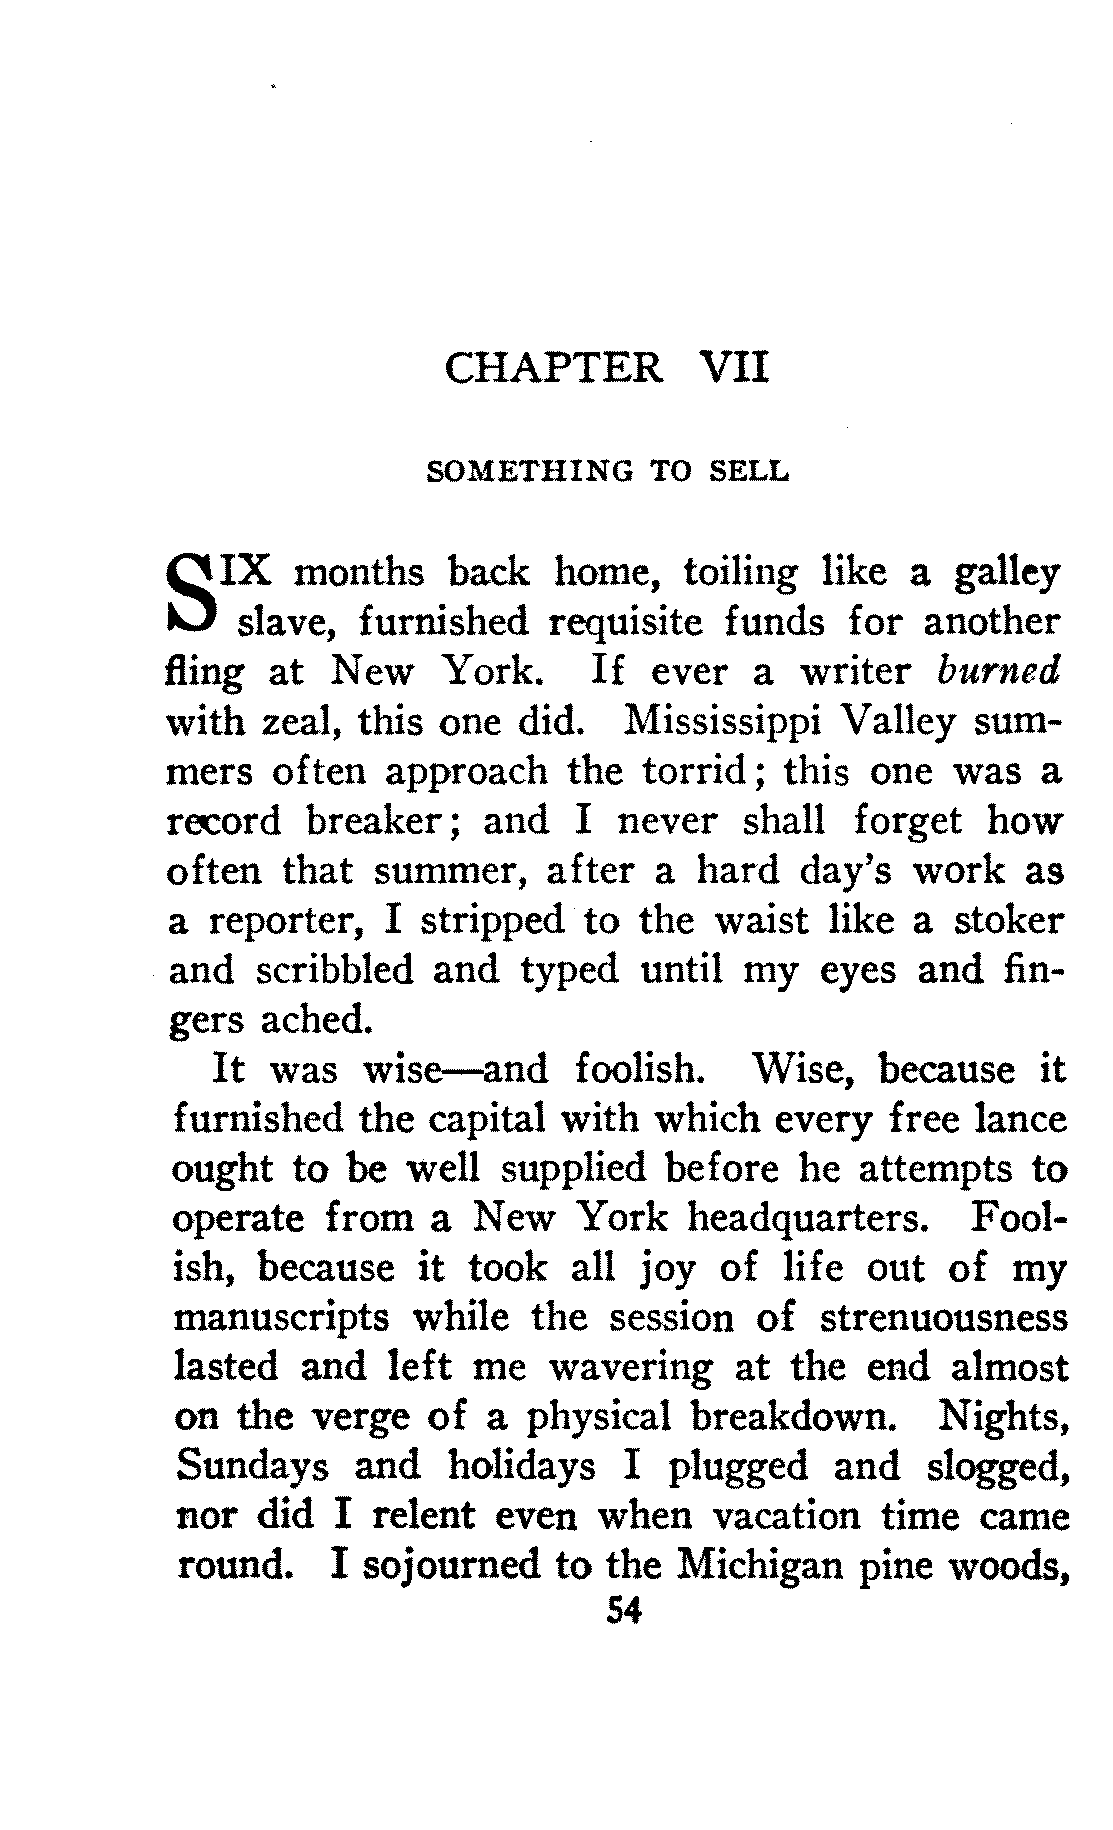 CHAPTER VII
SOMETHING TO SELL
SIX months back home, toiling like a galley
slave, furnished requisite funds for another
fling at New York. If ever a writer burned
with zeal, this one did. Mississippi Valley sum-
mers often approach the torrid; this one was a
record breaker; and I never shall forget how
often that summer, after a hard day's work as
a reporter, I stripped to the waist like a stoker
and scribbled and typed until my eyes and fin-
gers ached.
It was wise—and foolish. Wise, because it
furnished the capital with which every free lance
ought to be well supplied before he attempts to
operate from a New York headquarters. Fool-
ish, because it took all joy of life out of my
manuscripts while the session of strenuousness
lasted and left me wavering at the end almost
on the verge of a physical breakdown. Nights,
Sundays and holidays I plugged and slogged,
nor did I relent even when vacation time came
round. I sojourned to the Michigan pine woods,
54